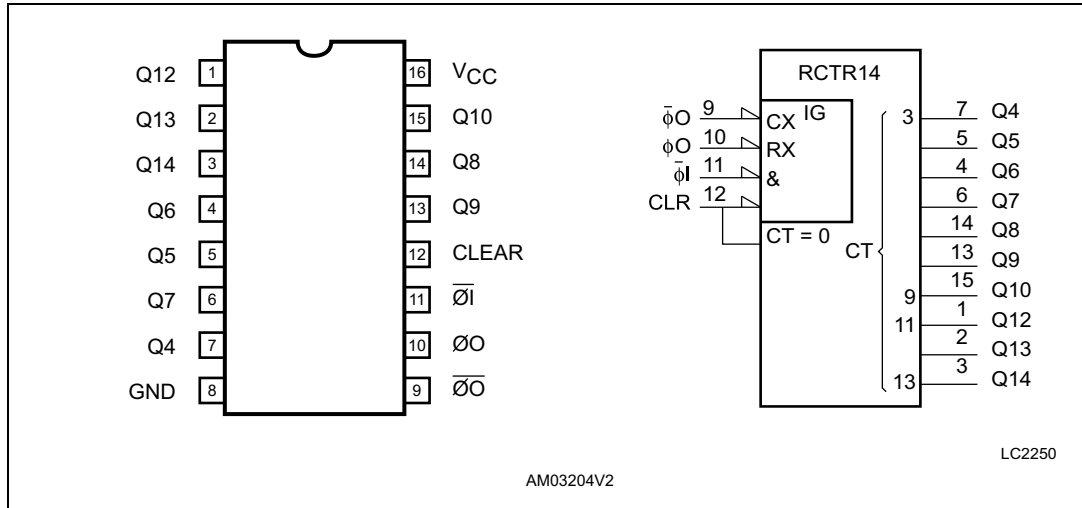 Q12 1 16 VCC
Q13 2 15 Q10
Q14 3 14 Q8
Q6 4 13 Q9
Q5 5 12 CLEAR
Q7 6 11 ØI
Q4 7 10 ØO
GND 8 9 ØO
RCTR14
ϕO 9 CX IG 3 7 Q4
ϕO 10 RX 5 Q5
ϕI 11 & 4 Q6
CLR 12 6 Q7
CT = 0 14 Q8
CT 13 Q9
9 15 Q10
11 1 Q12
2 Q13
13 3 Q14
LC2250
AM03204V2